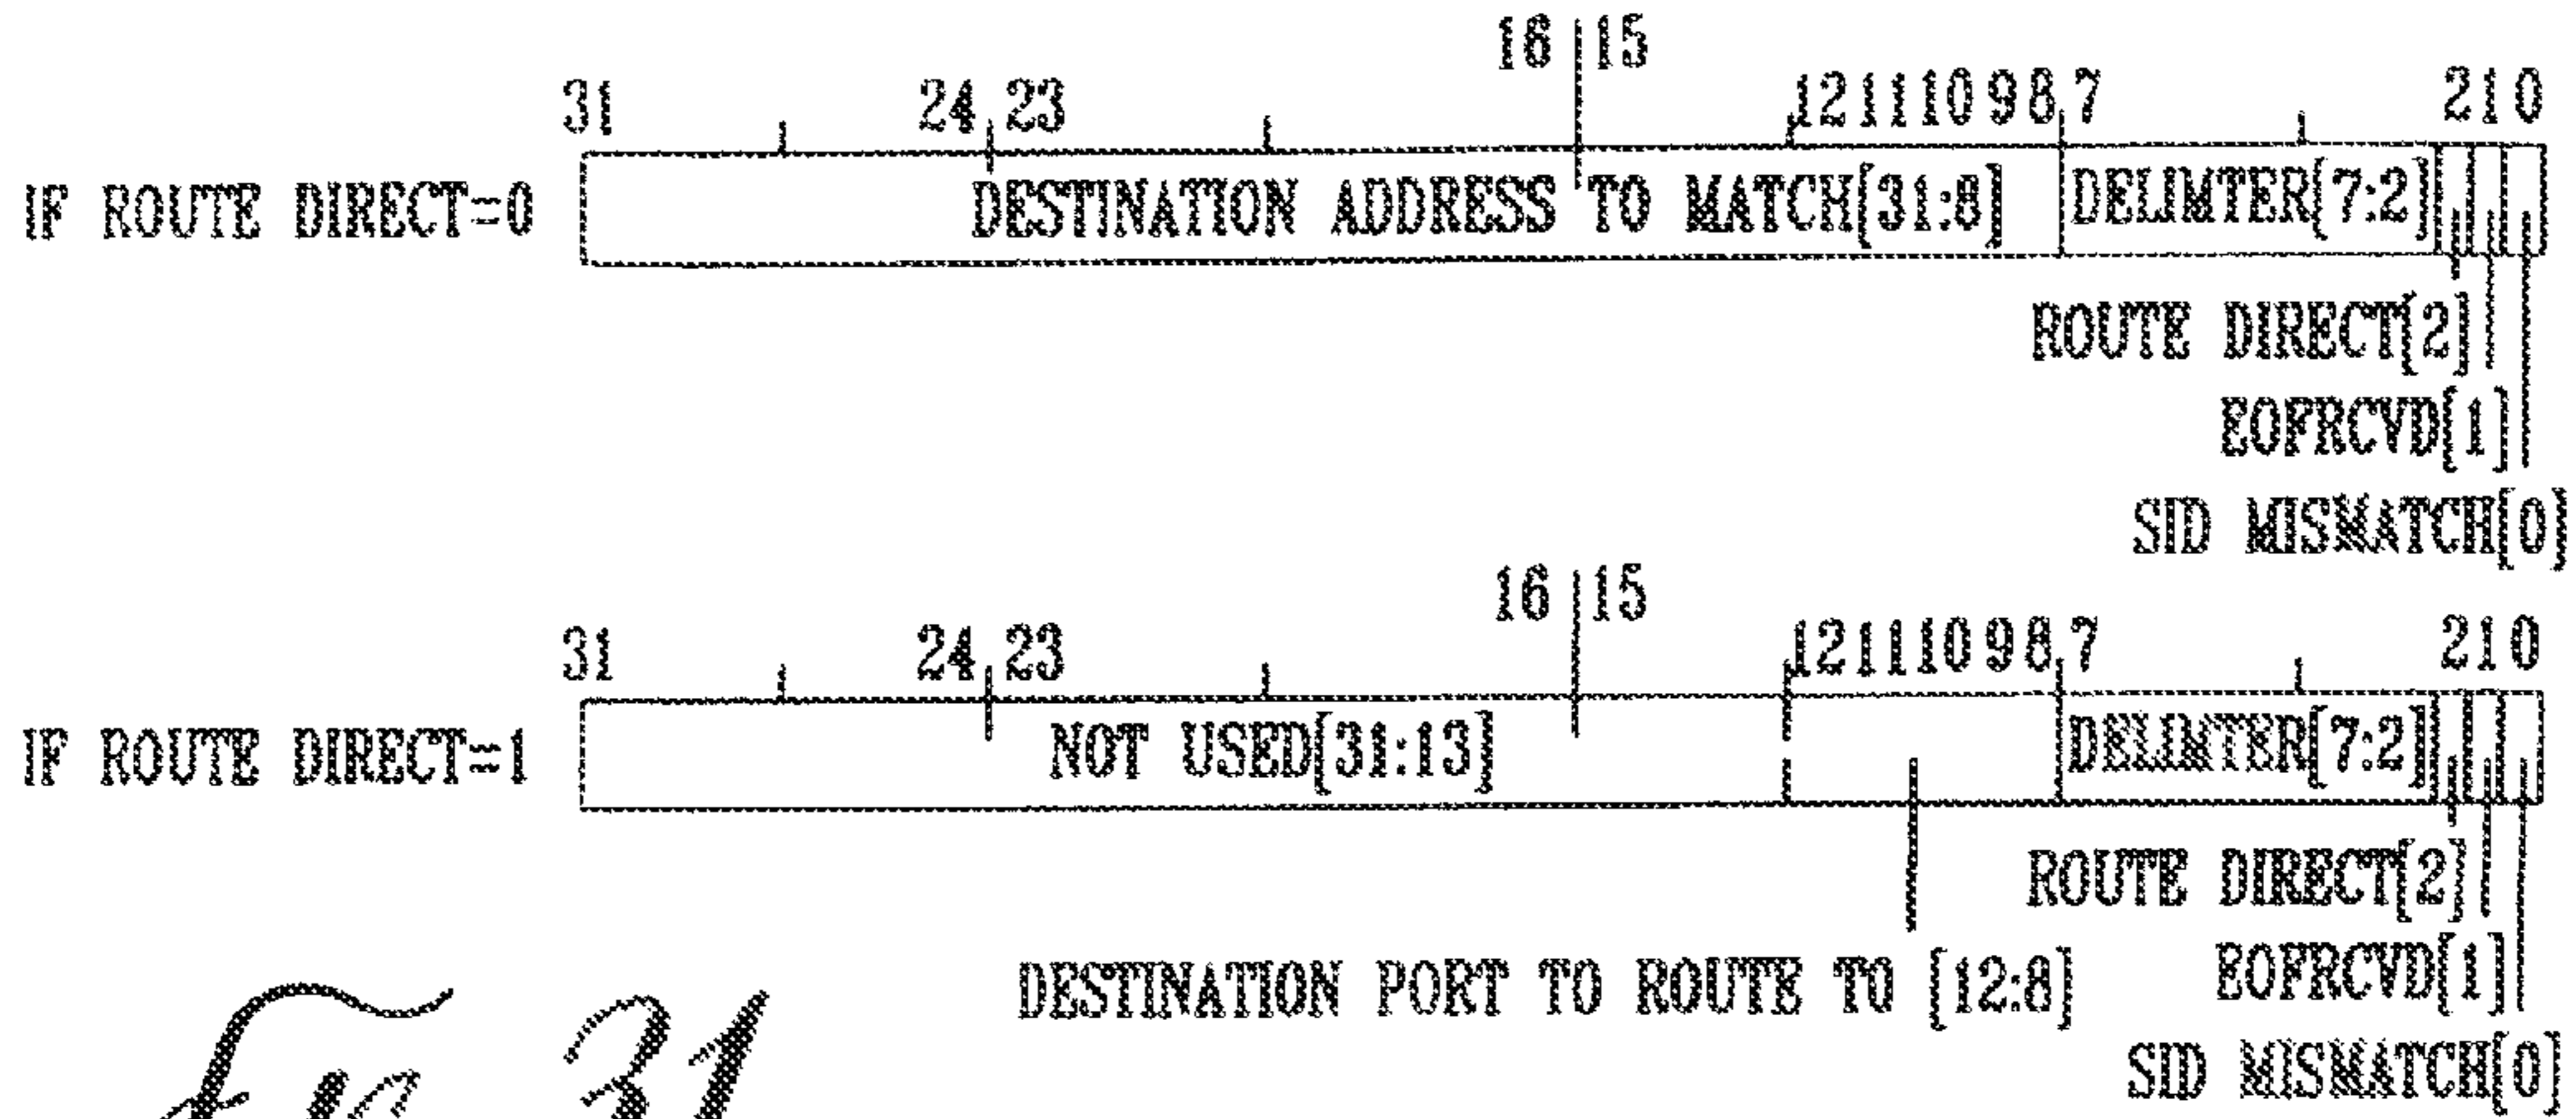 16 15
31 24 23 12 11 10 9 8 7 2 1 0
IF ROUTE DIRECT=0 DESTINATION ADDRESS TO MATCH[31:8] DELIMTER[7:2]
ROUTE DIRECT[2]
EOFRCVD[1]
SID MISMATCH[0]
16 15
31 24 23 12 11 10 9 8 7 2 1 0
IF ROUTE DIRECT=1 NOT USED[31:13] DELIMTER[7:2]
ROUTE DIRECT[2]
DESTINATION PORT TO ROUTE TO [12:8] EOFRCVD[1]
SID MISMATCH[0]
Fig. 31